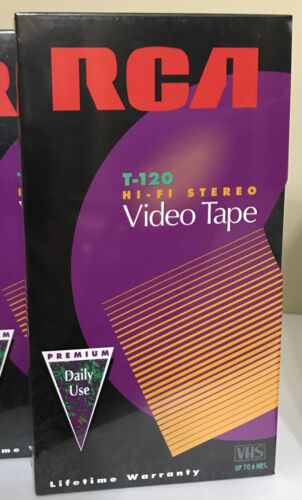 RCA
T-120
HI-FI STEREO
Video Tape
PREMIUM
Daily
Use
VHS
UP TO 6 HRS.
Lifetime Warranty